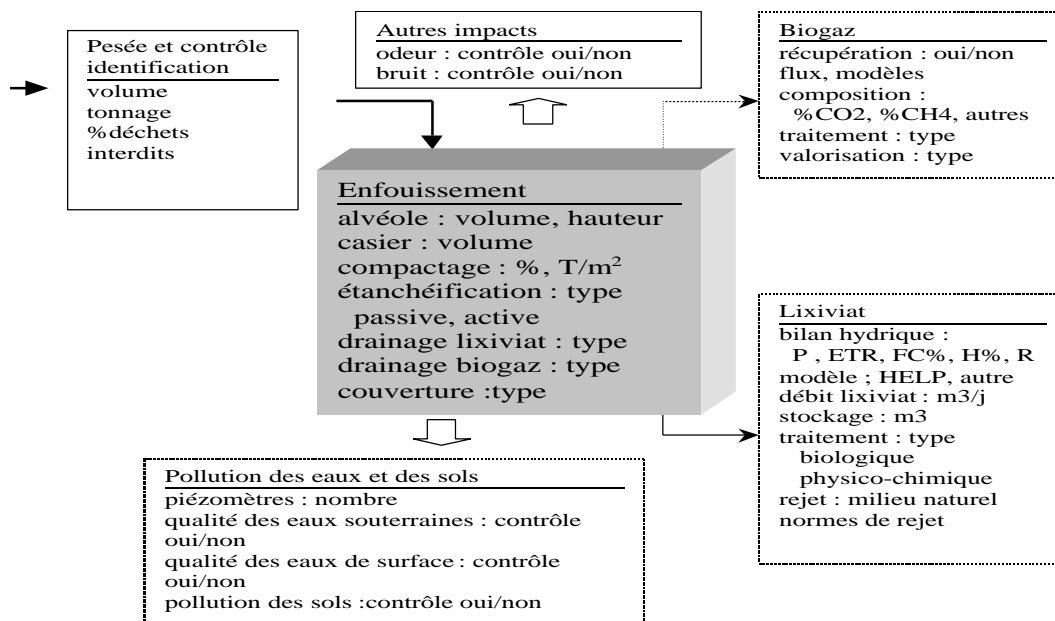 Pesée et contrôle
identification
volume
tonnage
%déchets
interdits
Autres impacts
odeur : contrôle oui/non
bruit : contrôle oui/non
Biogaz
récupération : oui/non
flux, modèles
composition :
%CO2, %CH4, autres
traitement : type
valorisation : type
Enfouissement
alvéole : volume, hauteur
casier : volume
compactage : %, T/m²
étanchéification : type
passive, active
drainage lixiviat : type
drainage biogaz : type
couverture :type
Lixiviat
bilan hydrique :
P , ETR, FC%, H%, R
modèle ; HELP, autre
débit lixiviat : m3/j
stockage : m3
traitement : type
biologique
physico-chimique
rejet : milieu naturel
normes de rejet
Pollution des eaux et des sols
piézomètres : nombre
qualité des eaux souterraines : contrôle
oui/non
qualité des eaux de surface : contrôle
oui/non
pollution des sols :contrôle oui/non